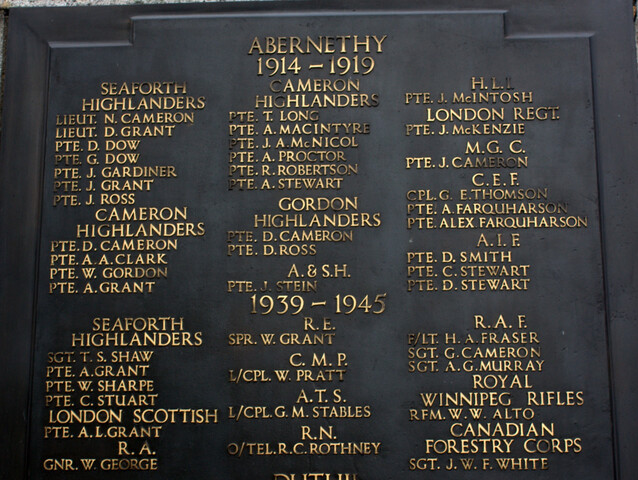 ABERNETHY
1914 – 1919
SEAFORTH
HIGHLANDERS
LIEUT. N. CAMERON
LIEUT. D. GRANT
PTE. D. DOW
PTE. G. DOW
PTE. J. GARDINER
PTE. J. GRANT
PTE. J. ROSS
CAMERON
HIGHLANDERS
PTE. D. CAMERON
PTE. A. A. CLARK
PTE. W. GORDON
PTE. A. GRANT
CAMERON
HIGHLANDERS
PTE. T. LONG
PTE. A. MACINTYRE
PTE. J. A. McNICOL
PTE. A. PROCTOR
PTE. R. ROBERTSON
PTE. A. STEWART
GORDON
HIGHLANDERS
PTE. D. CAMERON
PTE. D. ROSS
A. & S.H.
PTE. J. STEIN
H. L. I.
PTE. J. McINTOSH
LONDON REGT.
PTE. J. McKENZIE
M. G. C.
PTE. J. CAMERON
C. E. F.
CPL. G. E. THOMSON
PTE. A. FARQUHARSON
PTE. ALEX FARQUHARSON
A. I. F.
PTE. D. SMITH
PTE. C. STEWART
PTE. D. STEWART
1939 – 1945
SEAFORTH
HIGHLANDERS
SGT. T. S. SHAW
PTE. A. GRANT
PTE. W. SHARPE
PTE. C. STUART
LONDON SCOTTISH
PTE. A. L. GRANT
R. A.
GNR. W. GEORGE
R. E.
SPR. W. GRANT
C. M. P.
L/CPL. W. PRATT
A. T. S.
L/CPL. G. M. STABLES
R. N.
O/TEL. R. C. ROTHNEY
R. A. F.
F/LT. H. A. FRASER
SGT. G. CAMERON
SGT. A. G. MURRAY
ROYAL
WINNIPEG RIFLES
RFM. W. W. ALTO
CANADIAN
FORESTRY CORPS
SGT. J. W. F. WHITE